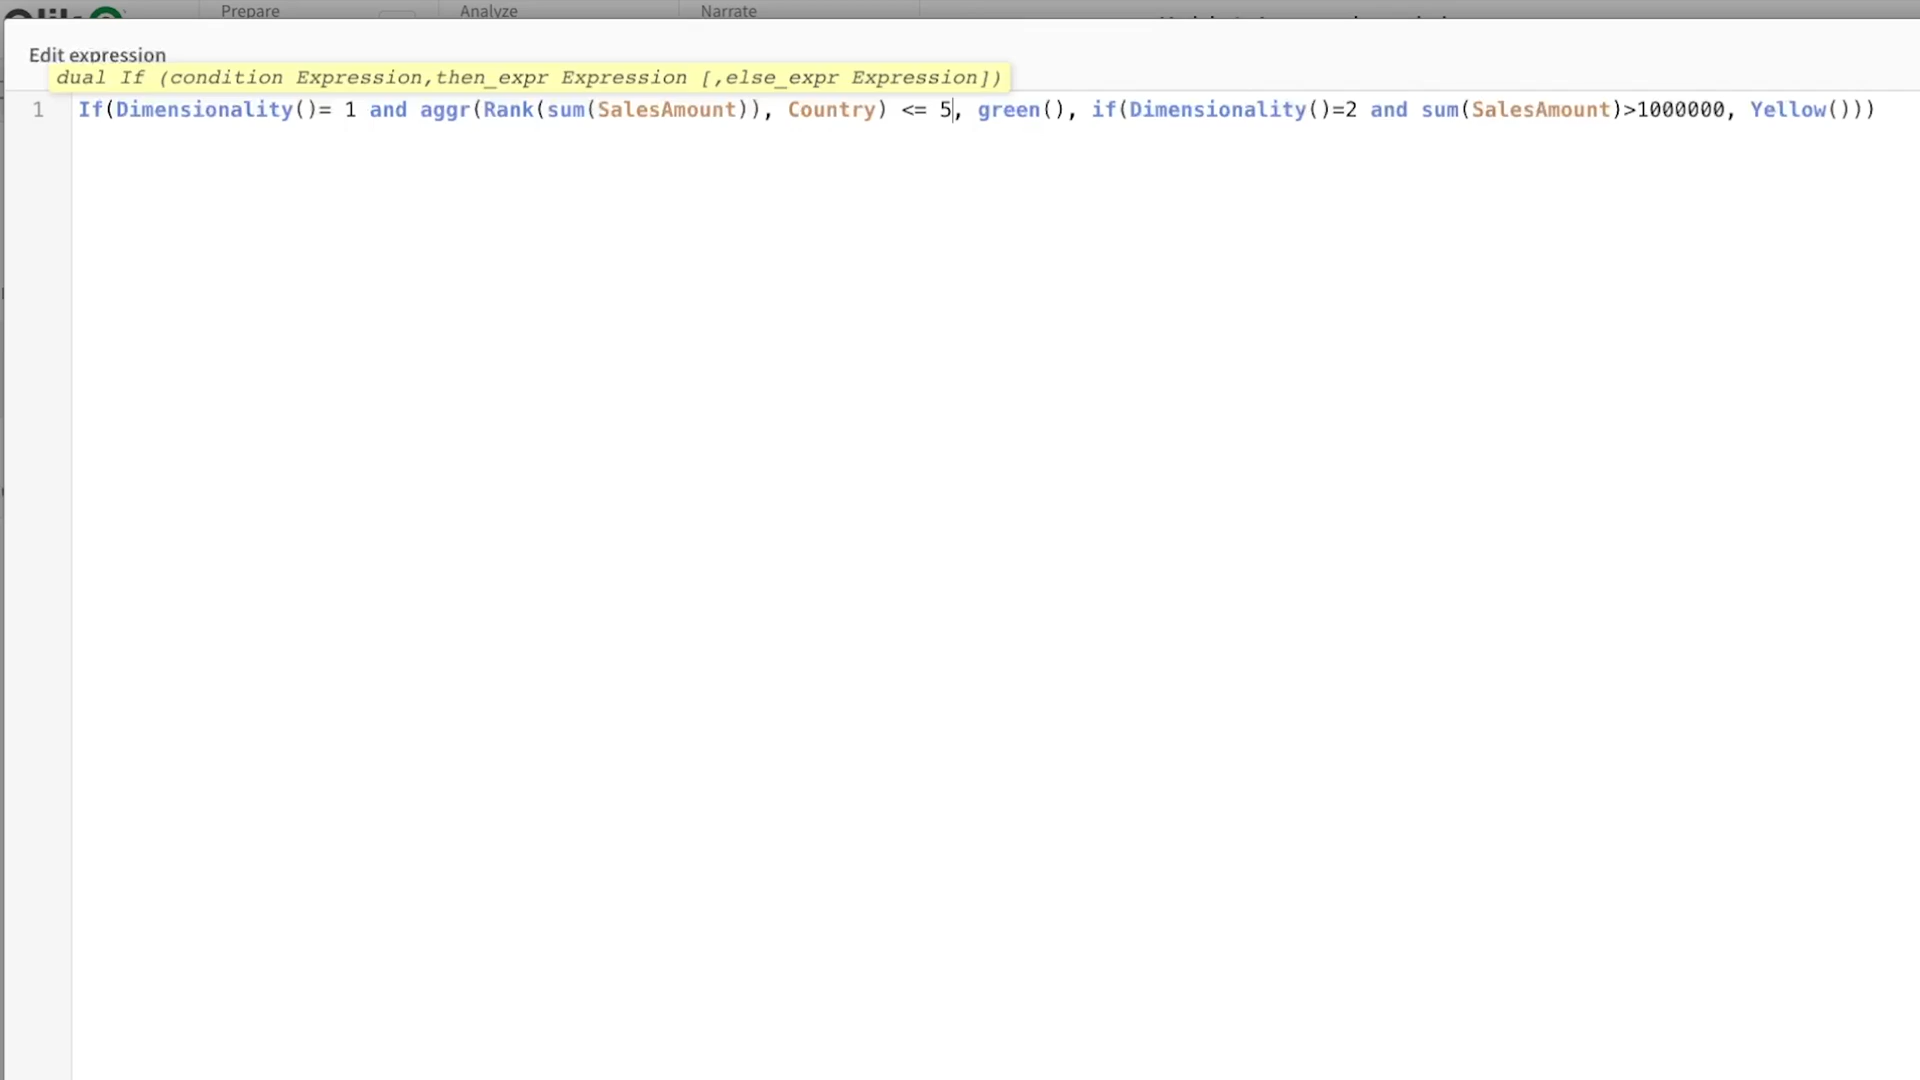 Prepare
Analyze
Narrate
Edit expression
dual If (condition Expression,then_expr Expression [,else_expr Expression])
1 If(Dimensionality()= 1 and aggr(Rank(sum(SalesAmount)), Country) <= 5, green(), if(Dimensionality()=2 and sum(SalesAmount)>1000000, Yellow()))